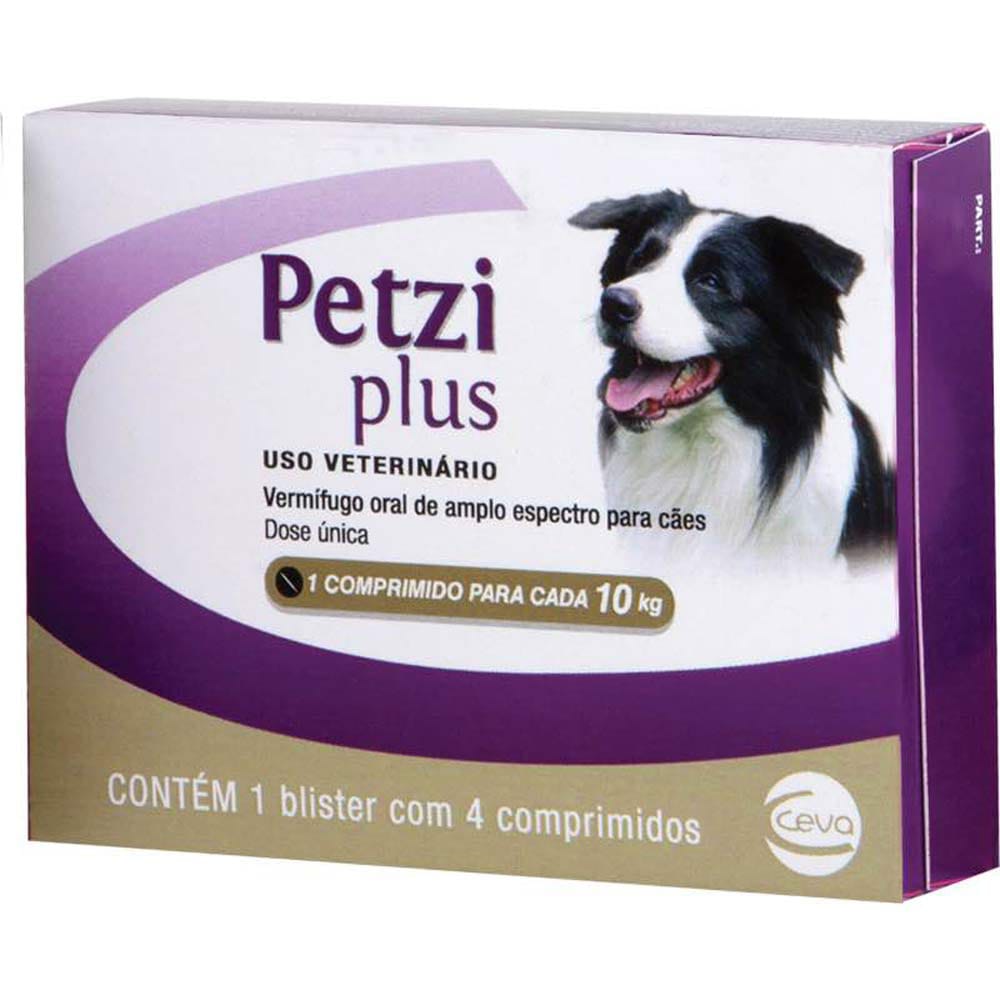 Petzi
plus
USO VETERINÁRIO
Vermífugo oral de amplo espectro para cães
Dose única
1 COMPRIMIDO PARA CADA 10 kg
CONTÉM 1 blister com 4 comprimidos
ceva
PART.: